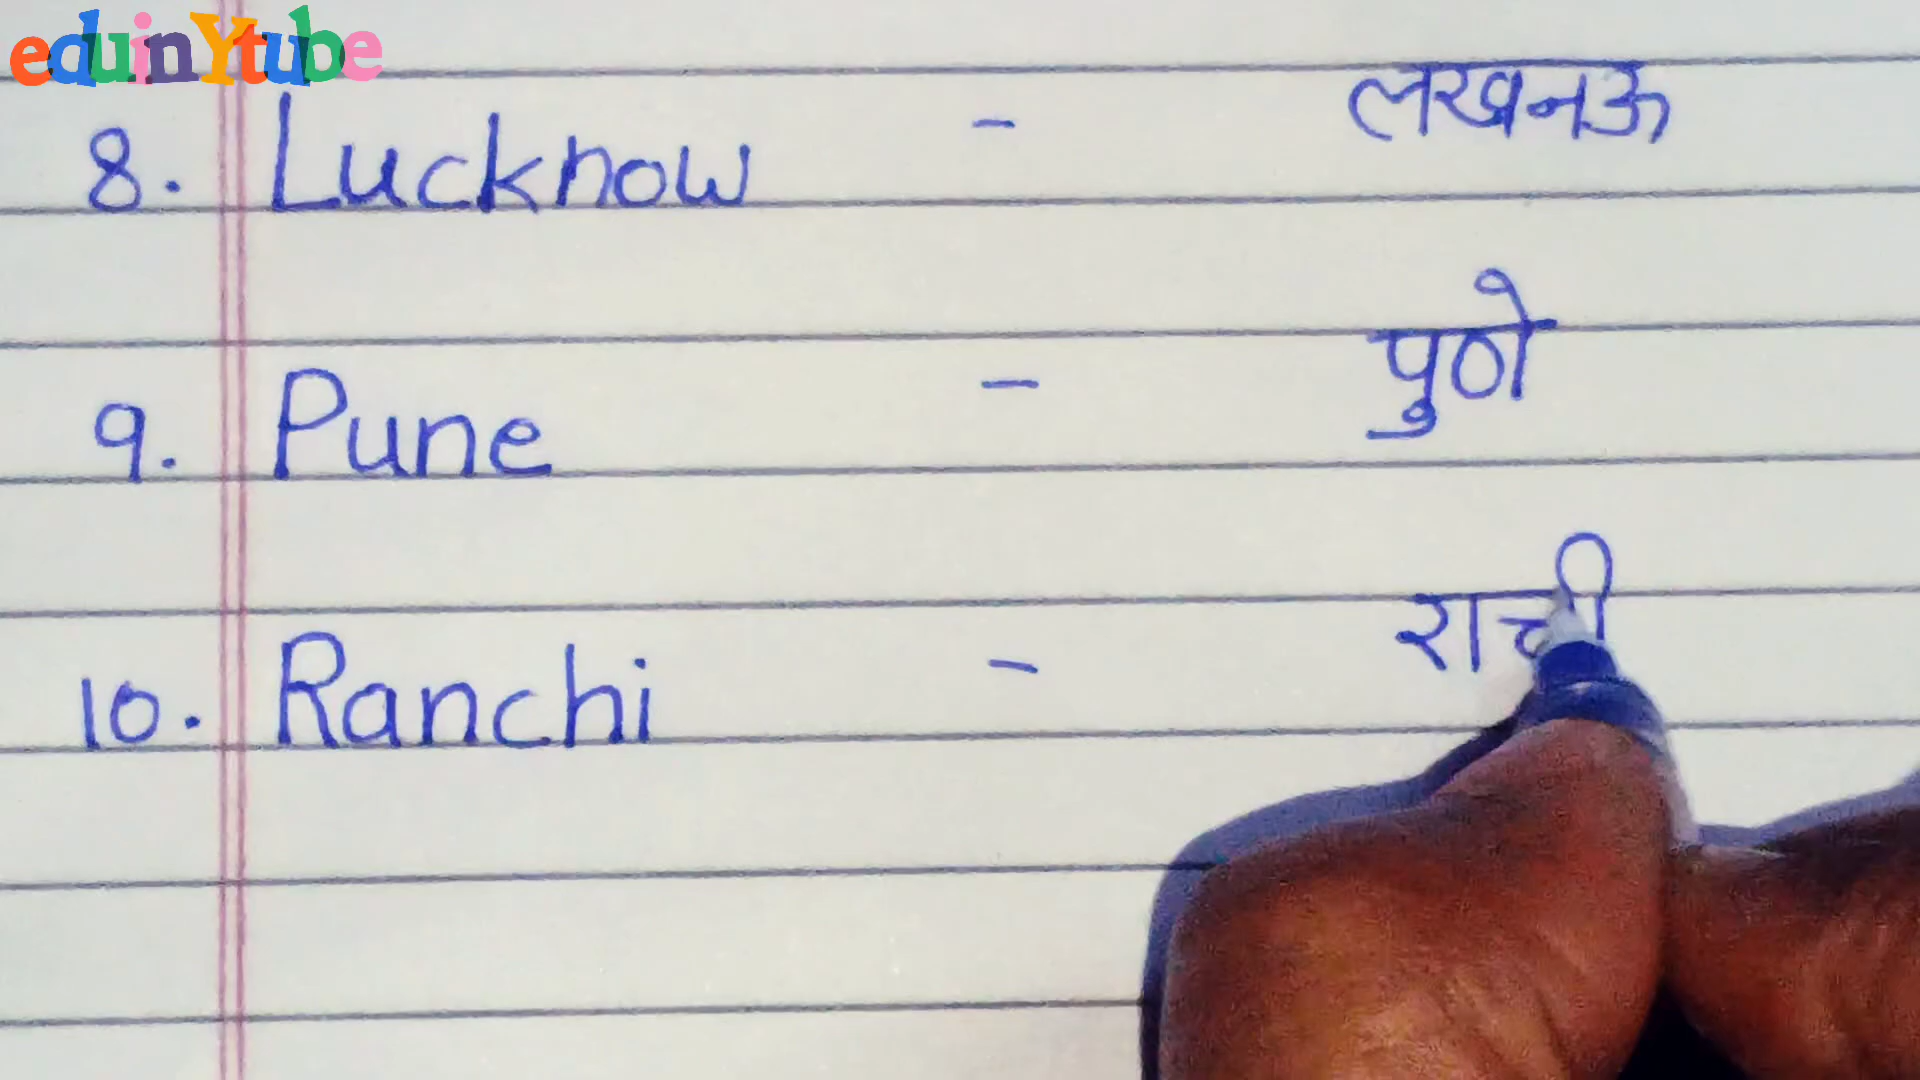 eduinYtube
8. Lucknow - लखनऊ
9. Pune - पुणे
10. Ranchi - राची